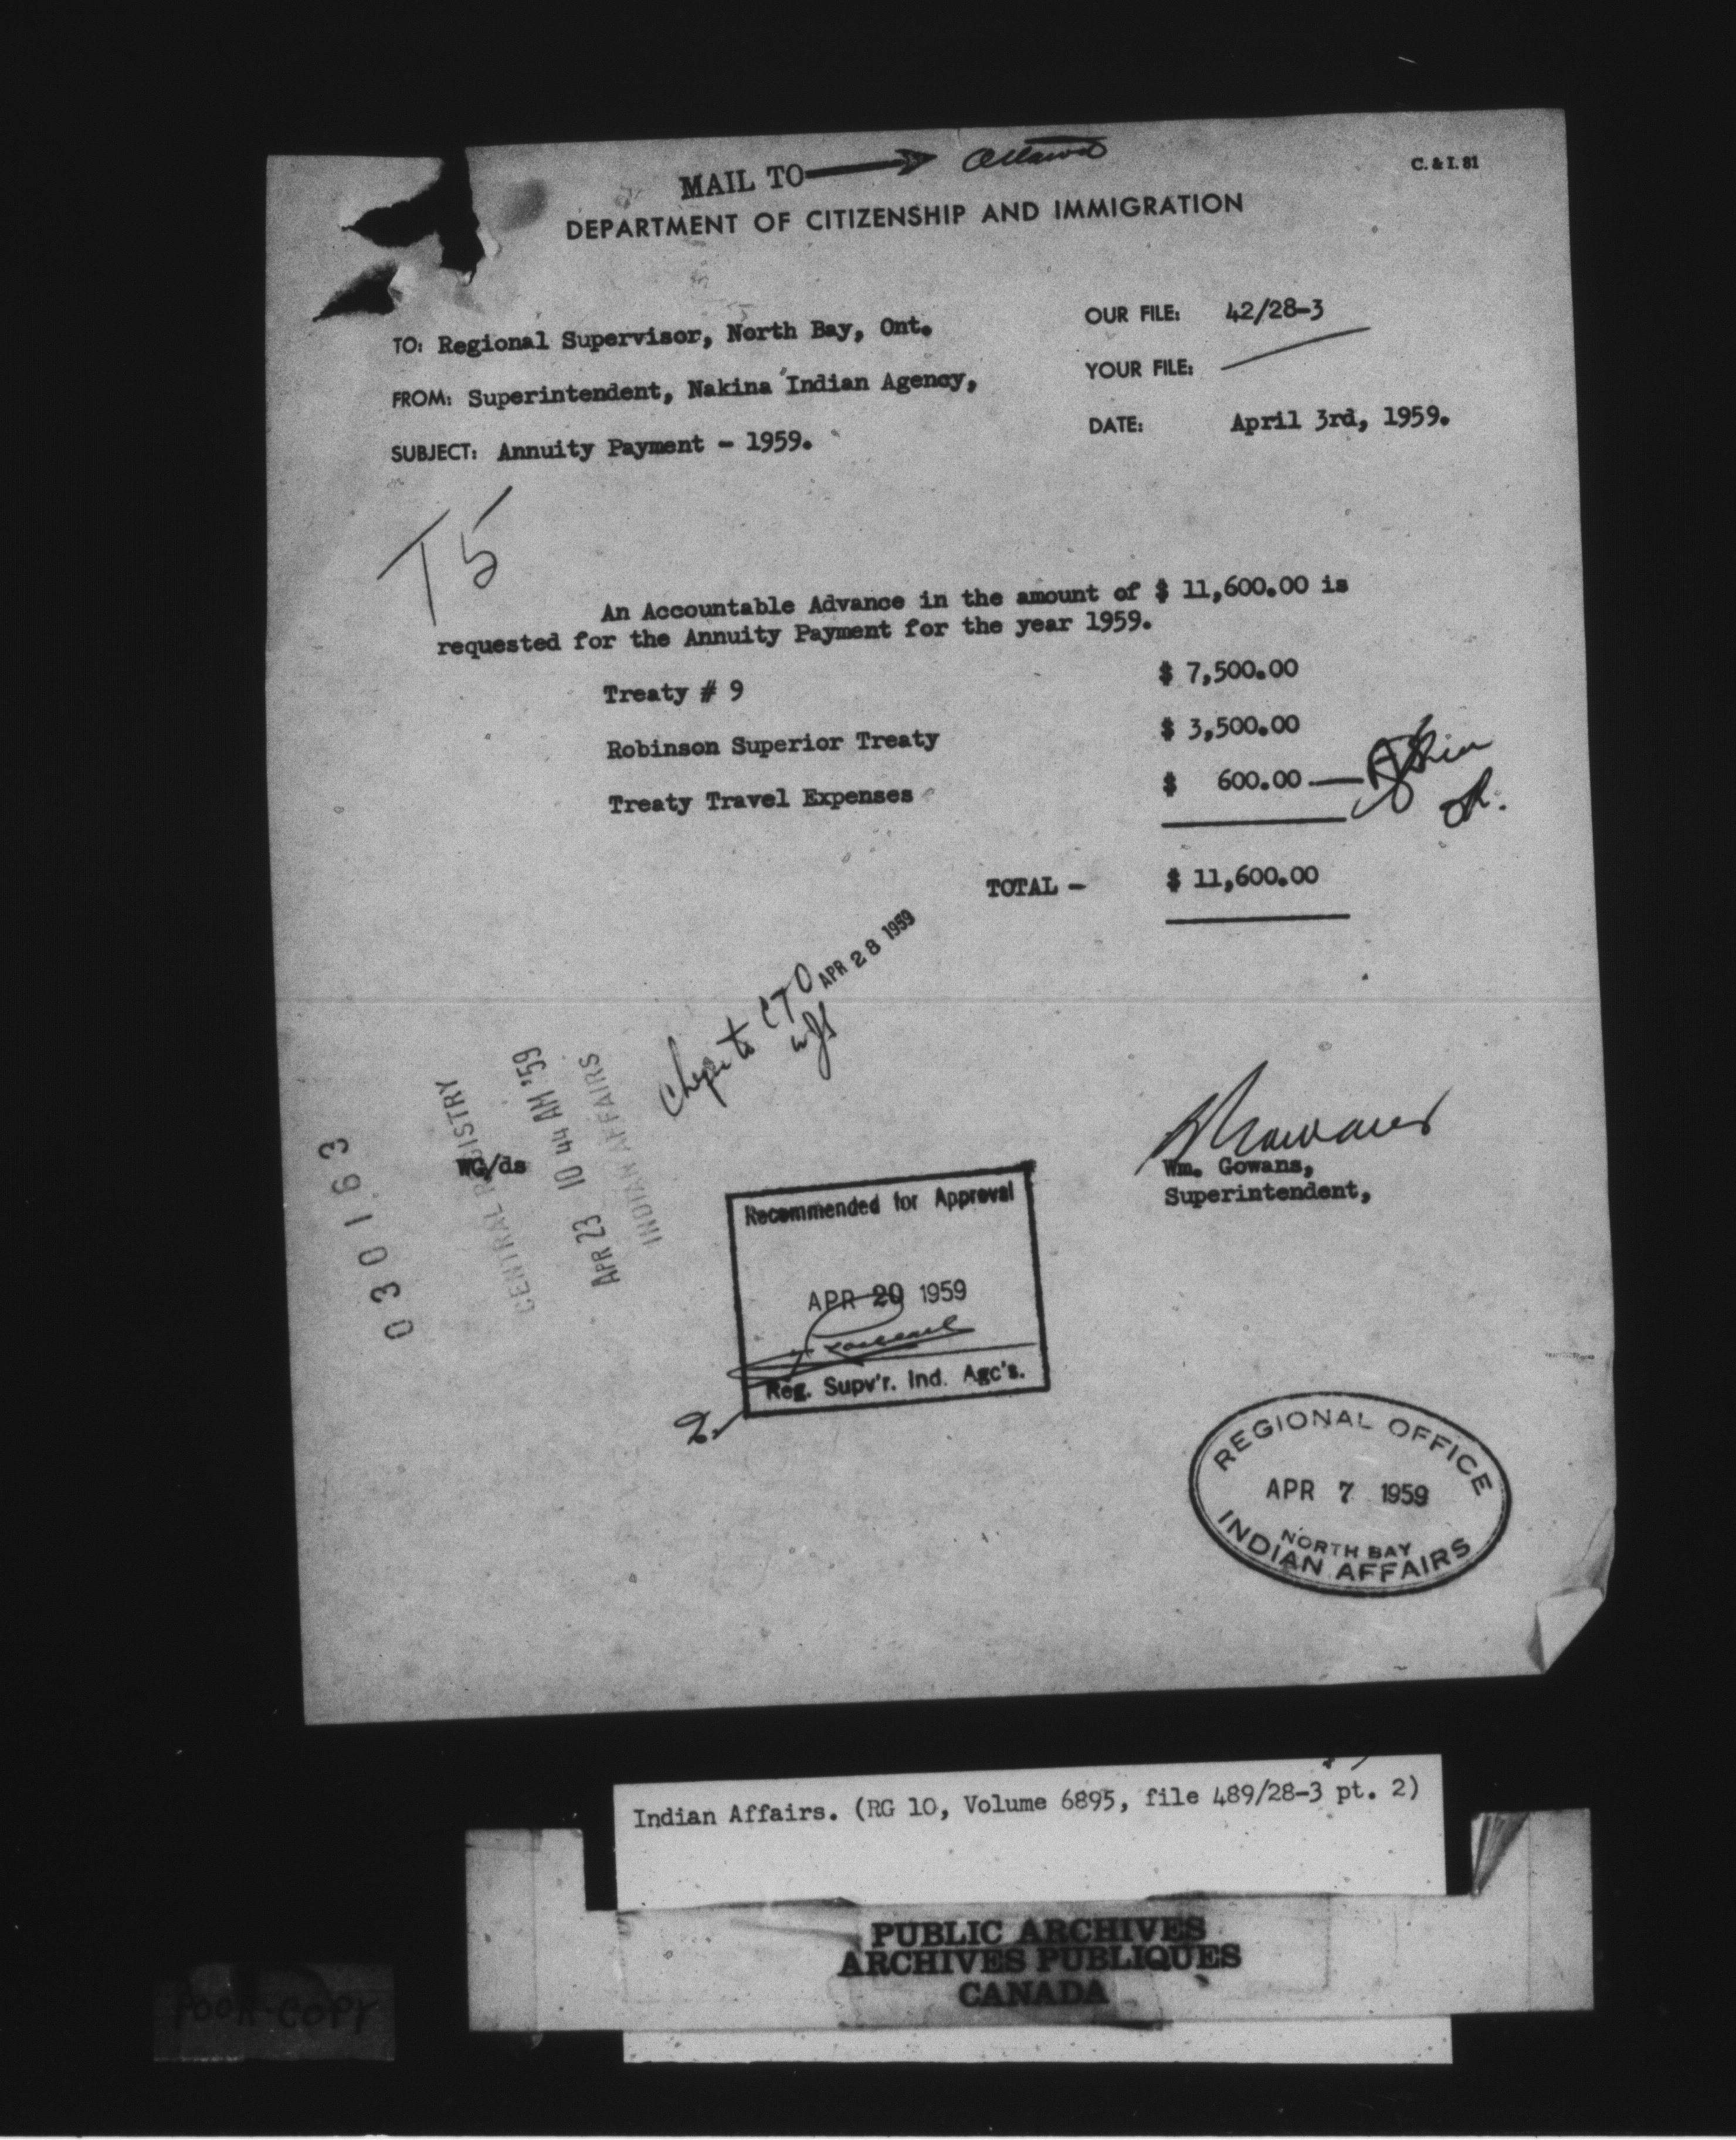 MAIL TO Ottawa
C. & I. 81
DEPARTMENT OF CITIZENSHIP AND IMMIGRATION
TO: Regional Supervisor, North Bay, Ont.
OUR FILE: 42/28-3
FROM: Superintendent, Nakina Indian Agency,
YOUR FILE:
SUBJECT: Annuity Payment - 1959.
DATE: April 3rd, 1959.
T5
An Accountable Advance in the amount of $ 11,600.00 is
requested for the Annuity Payment for the year 1959.
Treaty # 9 $ 7,500.00
Robinson Superior Treaty $ 3,500.00
Treaty Travel Expenses $ 600.00
TOTAL - $ 11,600.00
Cheque to CTO APR 28 1959
CENTRAL REGISTRY
APR 23 10 44 AM '59
INDIAN AFFAIRS
0301.63
WG/ds
Wm. Gowans,
Superintendent,
Recommended for Approval
APR 20 1959
Reg. Supv'r. Ind. Agc's.
REGIONAL OFFICE
APR 7 1959
NORTH BAY
INDIAN AFFAIRS
Indian Affairs. (RG 10, Volume 6895, file 489/28-3 pt. 2)
PUBLIC ARCHIVES
ARCHIVES PUBLIQUES
CANADA
POOR COPY